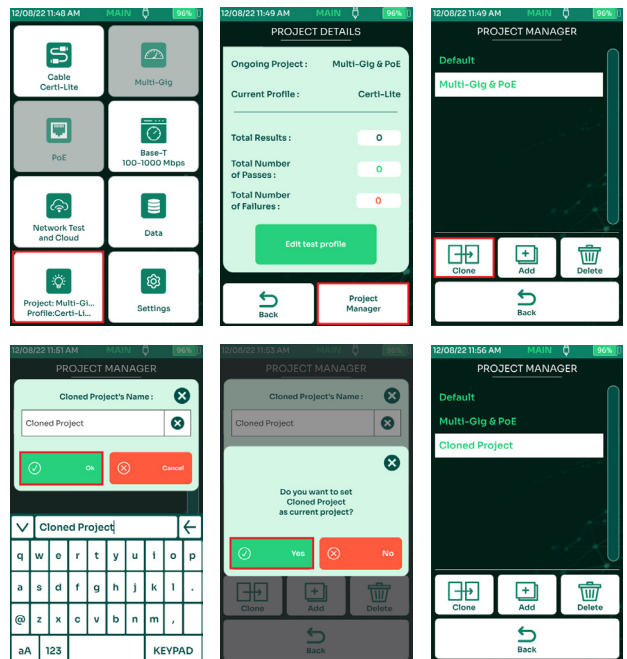 12/08/22 11:48 AM MAIN 96%
Cable
Certi-Lite
Multi-Gig
PoE
Base-T
100-1000 Mbps
Network Test
and Cloud
Data
Project: Multi-Gi...
Profile:Certi-Li...
Settings
12/08/22 11:49 AM MAIN 96%
PROJECT DETAILS
Ongoing Project : Multi-Gig & PoE
Current Profile : Certi-Lite
Total Results : 0
Total Number
of Passes : 0
Total Number
of Failures : 0
Edit test profile
Back
Project
Manager
12/08/22 11:49 AM MAIN 96%
PROJECT MANAGER
Default
Multi-Gig & PoE
Clone
Add
Delete
Back
12/08/22 11:51 AM MAIN 96%
PROJECT MANAGER
Cloned Project's Name :
Cloned Project
Ok
Cancel
Cloned Project
q w e r t y u i o p
a s d f g h j k l .
@ z x c v b n m ,
aA 123 KEYPAD
12/08/22 11:53 AM MAIN 96%
PROJECT MANAGER
Cloned Project's Name :
Cloned Project
Do you want to set
Cloned Project
as current project?
Yes
No
Clone
Add
Delete
Back
12/08/22 11:56 AM MAIN 96%
PROJECT MANAGER
Default
Multi-Gig & PoE
Cloned Project
Clone
Add
Delete
Back